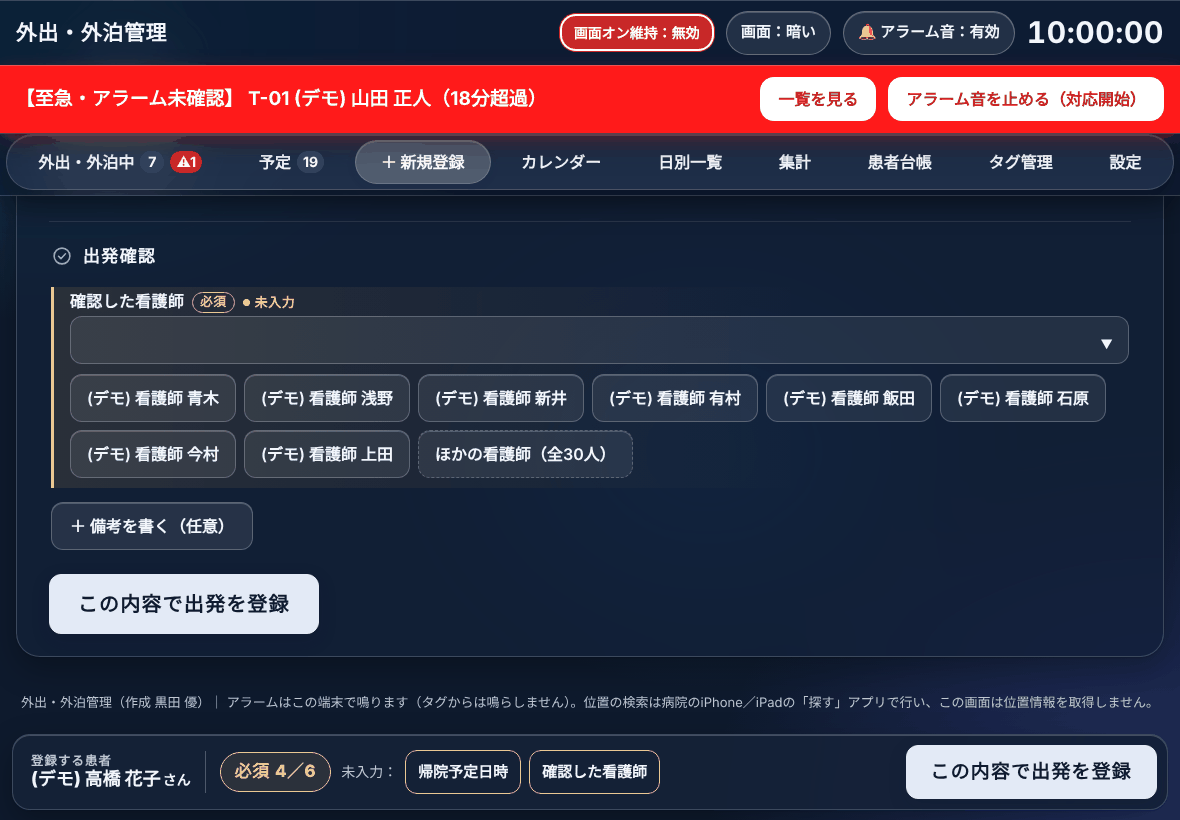 外出・外泊管理
画面オン維持：無効
画面：暗い
🔔 アラーム音：有効
10:00:00
【至急・アラーム未確認】 T-01 (デモ) 山田 正人（18分超過）
一覧を見る
アラーム音を止める（対応開始）
外出・外泊中 7 ▲1
予定 19
＋新規登録
カレンダー
日別一覧
集計
患者台帳
タグ管理
設定
出発確認
確認した看護師 必須 ●未入力
▼
(デモ) 看護師 青木
(デモ) 看護師 浅野
(デモ) 看護師 新井
(デモ) 看護師 有村
(デモ) 看護師 飯田
(デモ) 看護師 石原
(デモ) 看護師 今村
(デモ) 看護師 上田
ほかの看護師（全30人）
＋備考を書く（任意）
この内容で出発を登録
外出・外泊管理（作成 黒田 優）｜ アラームはこの端末で鳴ります（タグからは鳴らしません）。位置の検索は病院のiPhone／iPadの「探す」アプリで行い、この画面は位置情報を取得しません。
登録する患者
(デモ) 高橋 花子 さん
必須 4／6
未入力：
帰院予定日時
確認した看護師
この内容で出発を登録